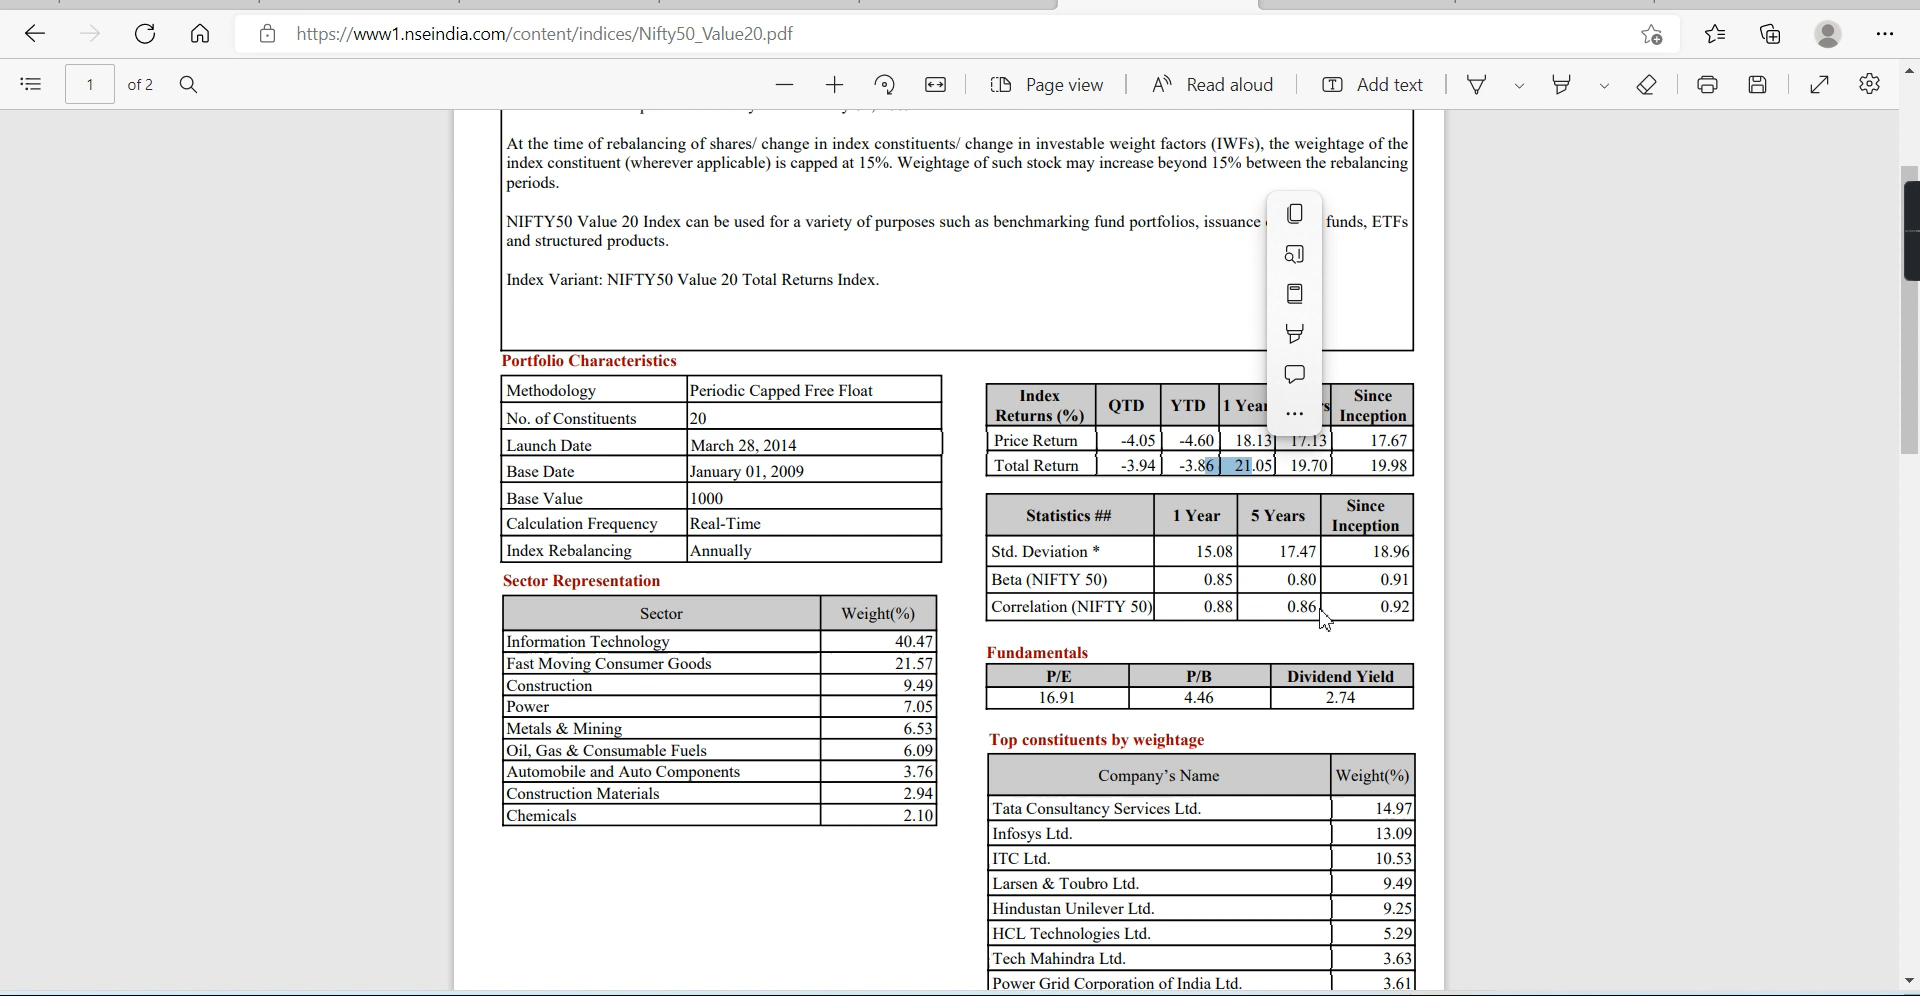 https://www1.nseindia.com/content/indices/Nifty50_Value20.pdf
1 of 2 Page view Read aloud Add text
At the time of rebalancing of shares/ change in index constituents/ change in investable weight factors (IWFs), the weightage of the
index constituent (wherever applicable) is capped at 15%. Weightage of such stock may increase beyond 15% between the rebalancing
periods.
NIFTY50 Value 20 Index can be used for a variety of purposes such as benchmarking fund portfolios, issuance funds, ETFs
and structured products.
Index Variant: NIFTY50 Value 20 Total Returns Index.
Portfolio Characteristics
Methodology Periodic Capped Free Float
No. of Constituents 20
Launch Date March 28, 2014
Base Date January 01, 2009
Base Value 1000
Calculation Frequency Real-Time
Index Rebalancing Annually
Sector Representation
Sector Weight(%)
Information Technology 40.47
Fast Moving Consumer Goods 21.57
Construction 9.49
Power 7.05
Metals & Mining 6.53
Oil, Gas & Consumable Fuels 6.09
Automobile and Auto Components 3.76
Construction Materials 2.94
Chemicals 2.10
Index Since
Returns (%) QTD YTD 1 Yea s Inception
Price Return -4.05 -4.60 18.13 17.13 17.67
Total Return -3.94 -3.86 21.05 19.70 19.98
Statistics ## 1 Year 5 Years Since
Inception
Std. Deviation * 15.08 17.47 18.96
Beta (NIFTY 50) 0.85 0.80 0.91
Correlation (NIFTY 50) 0.88 0.86 0.92
Fundamentals
P/E P/B Dividend Yield
16.91 4.46 2.74
Top constituents by weightage
Company's Name Weight(%)
Tata Consultancy Services Ltd. 14.97
Infosys Ltd. 13.09
ITC Ltd. 10.53
Larsen & Toubro Ltd. 9.49
Hindustan Unilever Ltd. 9.25
HCL Technologies Ltd. 5.29
Tech Mahindra Ltd. 3.63
Power Grid Corporation of India Ltd. 3.61